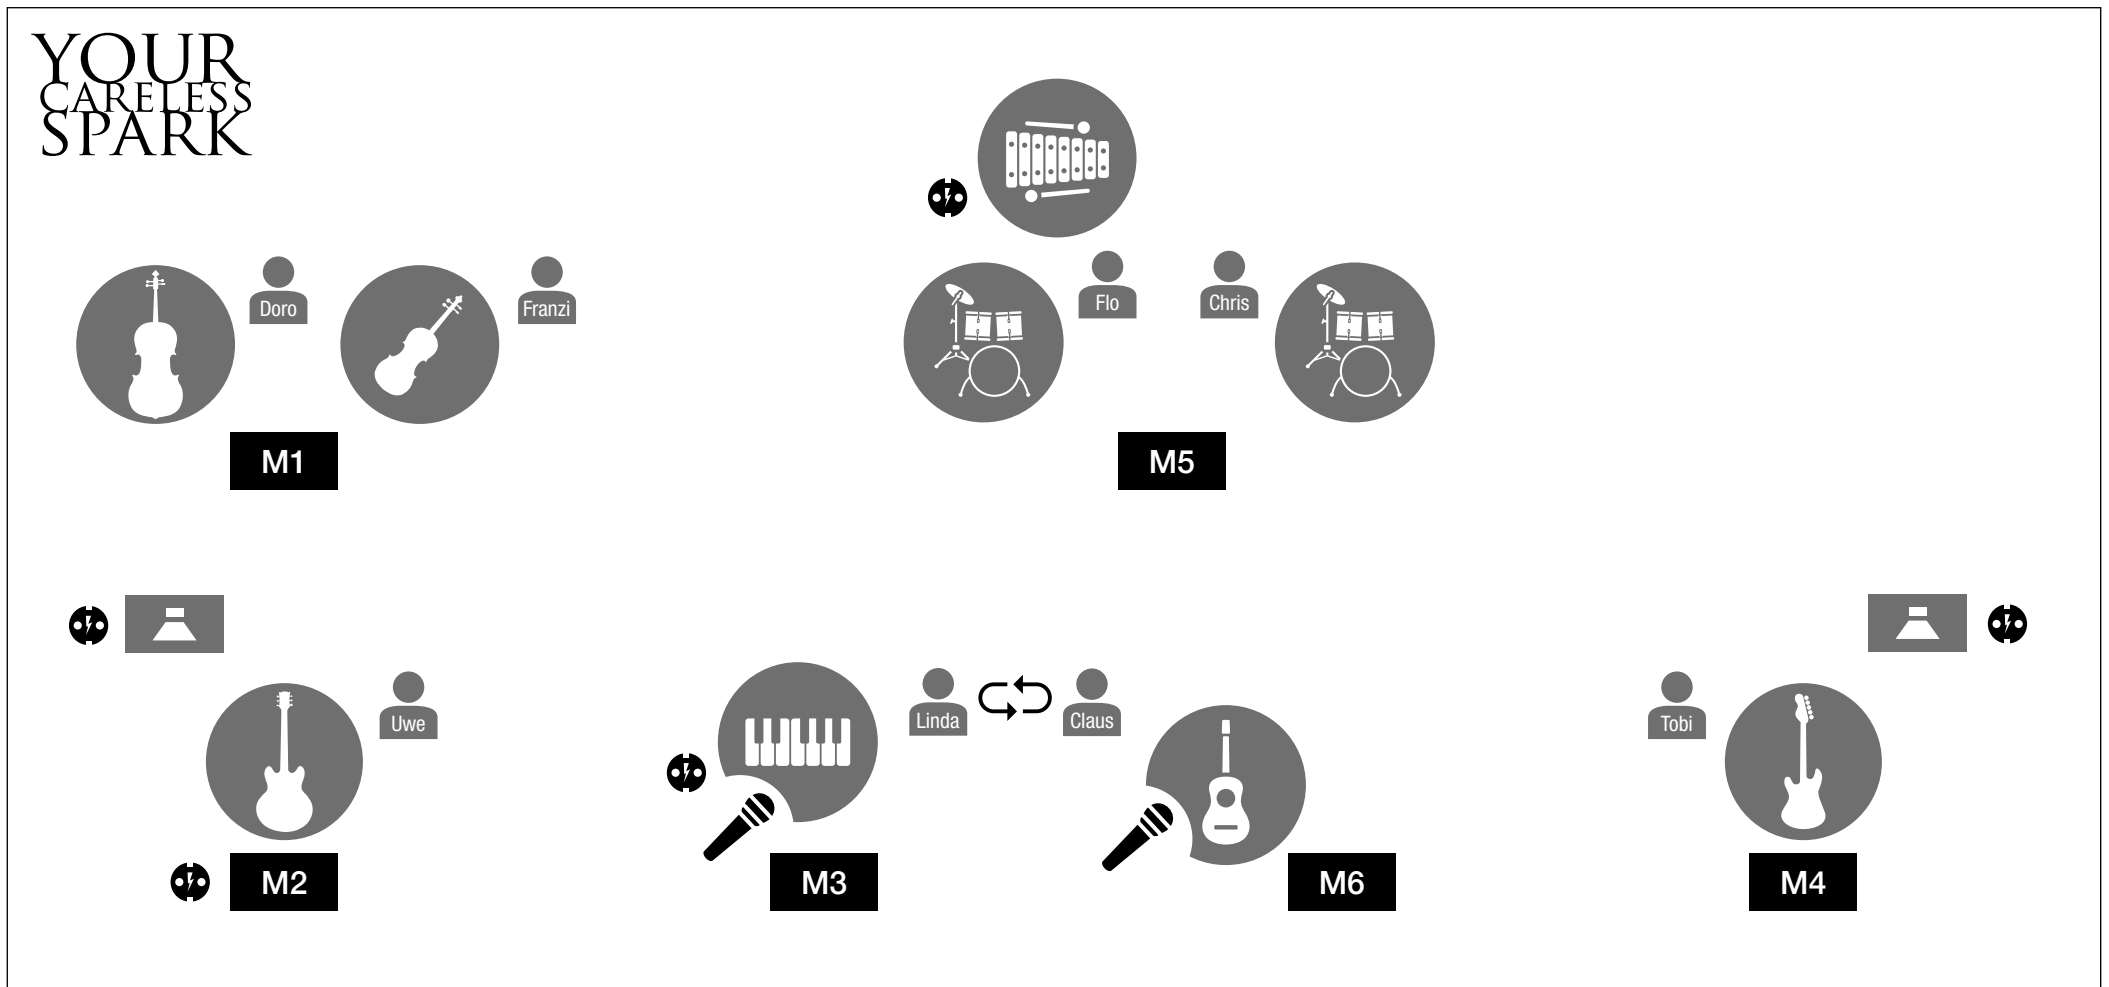 YOUR
CARELESS
SPARK
Doro
Franzi
Flo
Chris
M1
M5
Uwe
Linda
Claus
Tobi
M2
M3
M6
M4